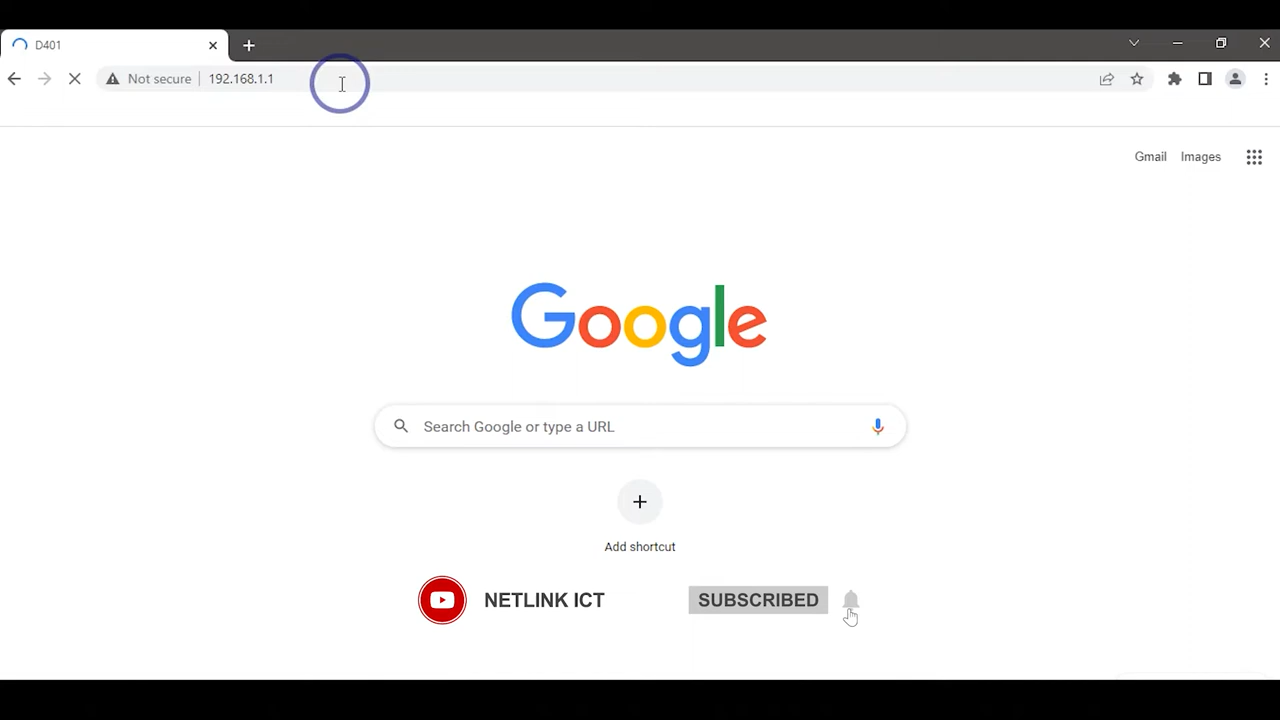 D401
Not secure 192.168.1.1
Gmail Images
Google
Search Google or type a URL
Add shortcut
NETLINK ICT SUBSCRIBED